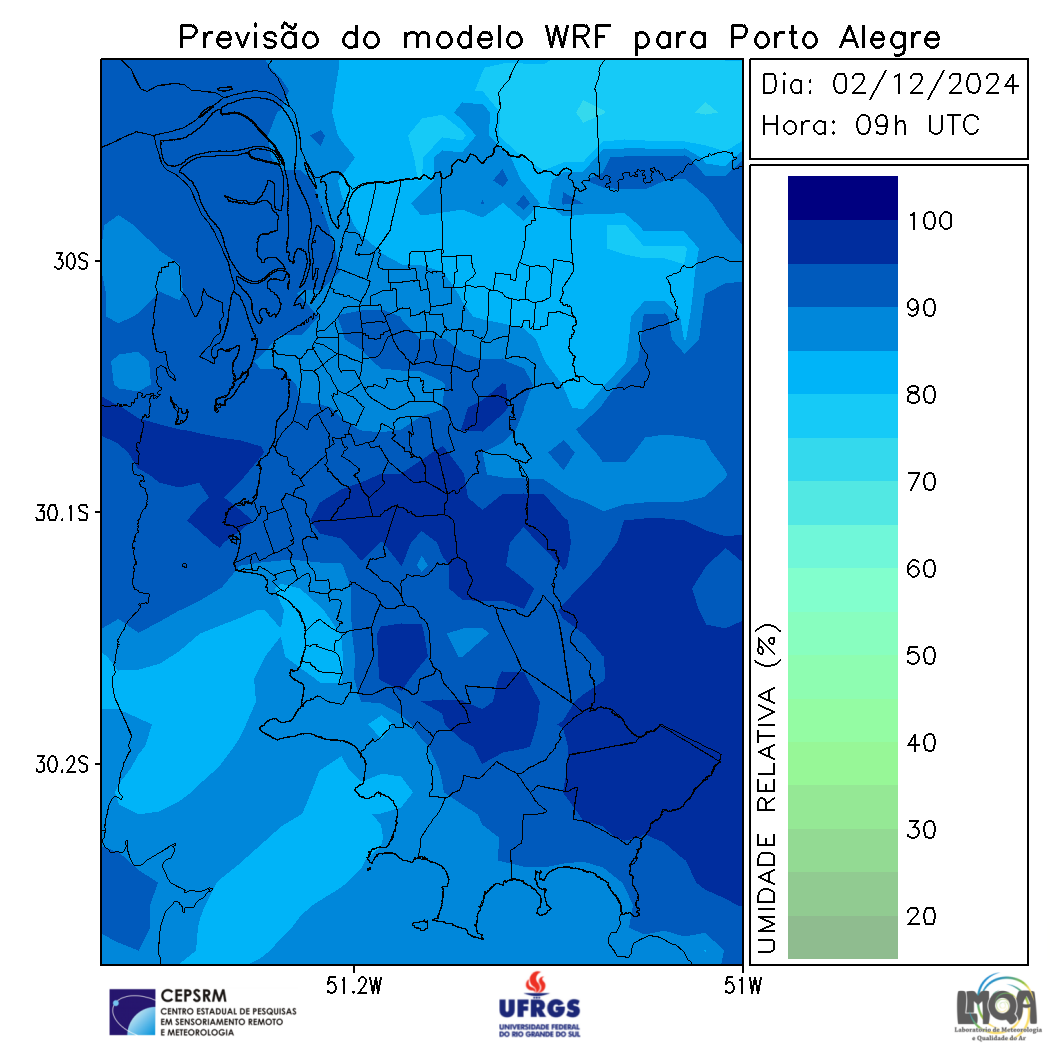 Previsão do modelo WRF para Porto Alegre
Dia: 02/12/2024
Hora: 09h UTC
30S
30.1S
30.2S
51.2W
51W
100
90
80
70
60
50
40
30
20
UMIDADE RELATIVA (%)
CEPSRM
CENTRO ESTADUAL DE PESQUISAS
EM SENSORIAMENTO REMOTO
E METEOROLOGIA
UFRGS
UNIVERSIDADE FEDERAL
DO RIO GRANDE DO SUL
LMQA
Laboratório de Meteorologia
e Qualidade do Ar